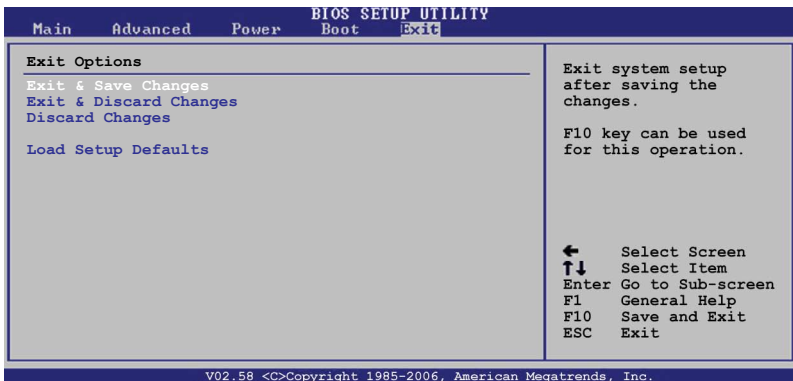 BIOS SETUP UTILITY
Main Advanced Power Boot Exit
Exit Options
Exit & Save Changes
Exit & Discard Changes
Discard Changes
Load Setup Defaults
Exit system setup
after saving the
changes.
F10 key can be used
for this operation.
← Select Screen
↑↓ Select Item
Enter Go to Sub-screen
F1 General Help
F10 Save and Exit
ESC Exit
V02.58 <C>Copyright 1985-2006, American Megatrends, Inc.